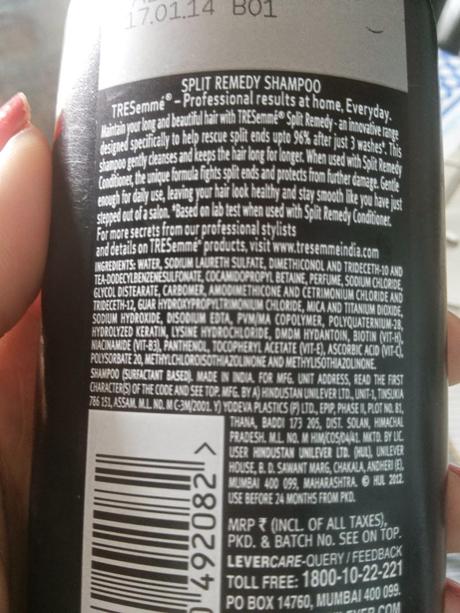 17.01.14 B01
SPLIT REMEDY SHAMPOO
TRESemmé® – Professional results at home, Everyday.
Maintain your long and beautiful hair with TRESemmé® Split Remedy - an innovative range
designed specifically to help rescue split ends upto 96% after just 3 washes*. This
shampoo gently cleanses and keeps the hair long for longer. When used with Split Remedy
Conditioner, the unique formula fights split ends and protects from further damage. Gentle
enough for daily use, leaving your hair look healthy and stay smooth like you have just
stepped out of a salon. *Based on lab test when used with Split Remedy Conditioner.
For more secrets from our professional stylists
and details on TRESemmé® products, visit www.tresemmeindia.com
INGREDIENTS: WATER, SODIUM LAURETH SULFATE, DIMETHICONOL AND TRIDECETH-10 AND
TEA-DODECYLBENZENESULFONATE, COCAMIDOPROPYL BETAINE, PERFUME, SODIUM CHLORIDE,
GLYCOL DISTEARATE, CARBOMER, AMODIMETHICONE AND CETRIMONIUM CHLORIDE AND
TRIDECETH-12, GUAR HYDROXYPROPYLTRIMONIUM CHLORIDE, MICA AND TITANIUM DIOXIDE,
SODIUM HYDROXIDE, DISODIUM EDTA, PVM/MA COPOLYMER, POLYQUATERNIUM-28,
HYDROLYZED KERATIN, LYSINE HYDROCHLORIDE, DMDM HYDANTOIN, BIOTIN (VIT-H),
NIACINAMIDE (VIT-B3), PANTHENOL, TOCOPHERYL ACETATE (VIT-E), ASCORBIC ACID (VIT-C),
POLYSORBATE 20, METHYLCHLOROISOTHIAZOLINONE AND METHYLISOTHIAZOLINONE.
SHAMPOO (SURFACTANT BASED). MADE IN INDIA. FOR MFG. UNIT ADDRESS, READ THE FIRST
CHARACTER(S) OF THE CODE AND SEE TOP. MFG. BY A) HINDUSTAN UNILEVER LTD., UNIT-1, TINSUKIA
786 151, ASSAM. M.L. NO. M (C-3M/2001. Y) YODEVA PLASTICS (P) LTD., EPIP, PHASE II, PLOT NO. 81,
THANA, BADDI 173 205, DIST. SOLAN, HIMACHAL
PRADESH. M.L. NO. M HIM/COS/04/41. MKTD. BY LIC.
USER HINDUSTAN UNILEVER LTD. (HUL), UNILEVER
HOUSE, B. D. SAWANT MARG, CHAKALA, ANDHERI (E),
MUMBAI 400 099, MAHARASHTRA. © HUL 2012.
USE BEFORE 24 MONTHS FROM PKD.
MRP ₹ (INCL. OF ALL TAXES),
PKD. & BATCH No. SEE ON TOP.
LEVERCARE-QUERY / FEEDBACK
TOLL FREE: 1800-10-22-221
PO BOX 14760, MUMBAI 400 099.
492082 >